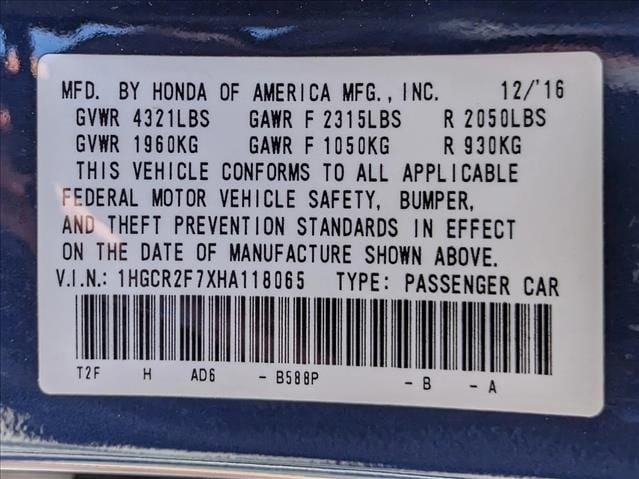 MFD. BY HONDA OF AMERICA MFG., INC. 12/'16
GVWR 4321LBS GAWR F 2315LBS R 2050LBS
GVWR 1960KG GAWR F 1050KG R 930KG
THIS VEHICLE CONFORMS TO ALL APPLICABLE
FEDERAL MOTOR VEHICLE SAFETY, BUMPER,
AND THEFT PREVENTION STANDARDS IN EFFECT
ON THE DATE OF MANUFACTURE SHOWN ABOVE.
V.I.N.: 1HGCR2F7XHA118065 TYPE: PASSENGER CAR
T2F H AD6 - B588P - B - A